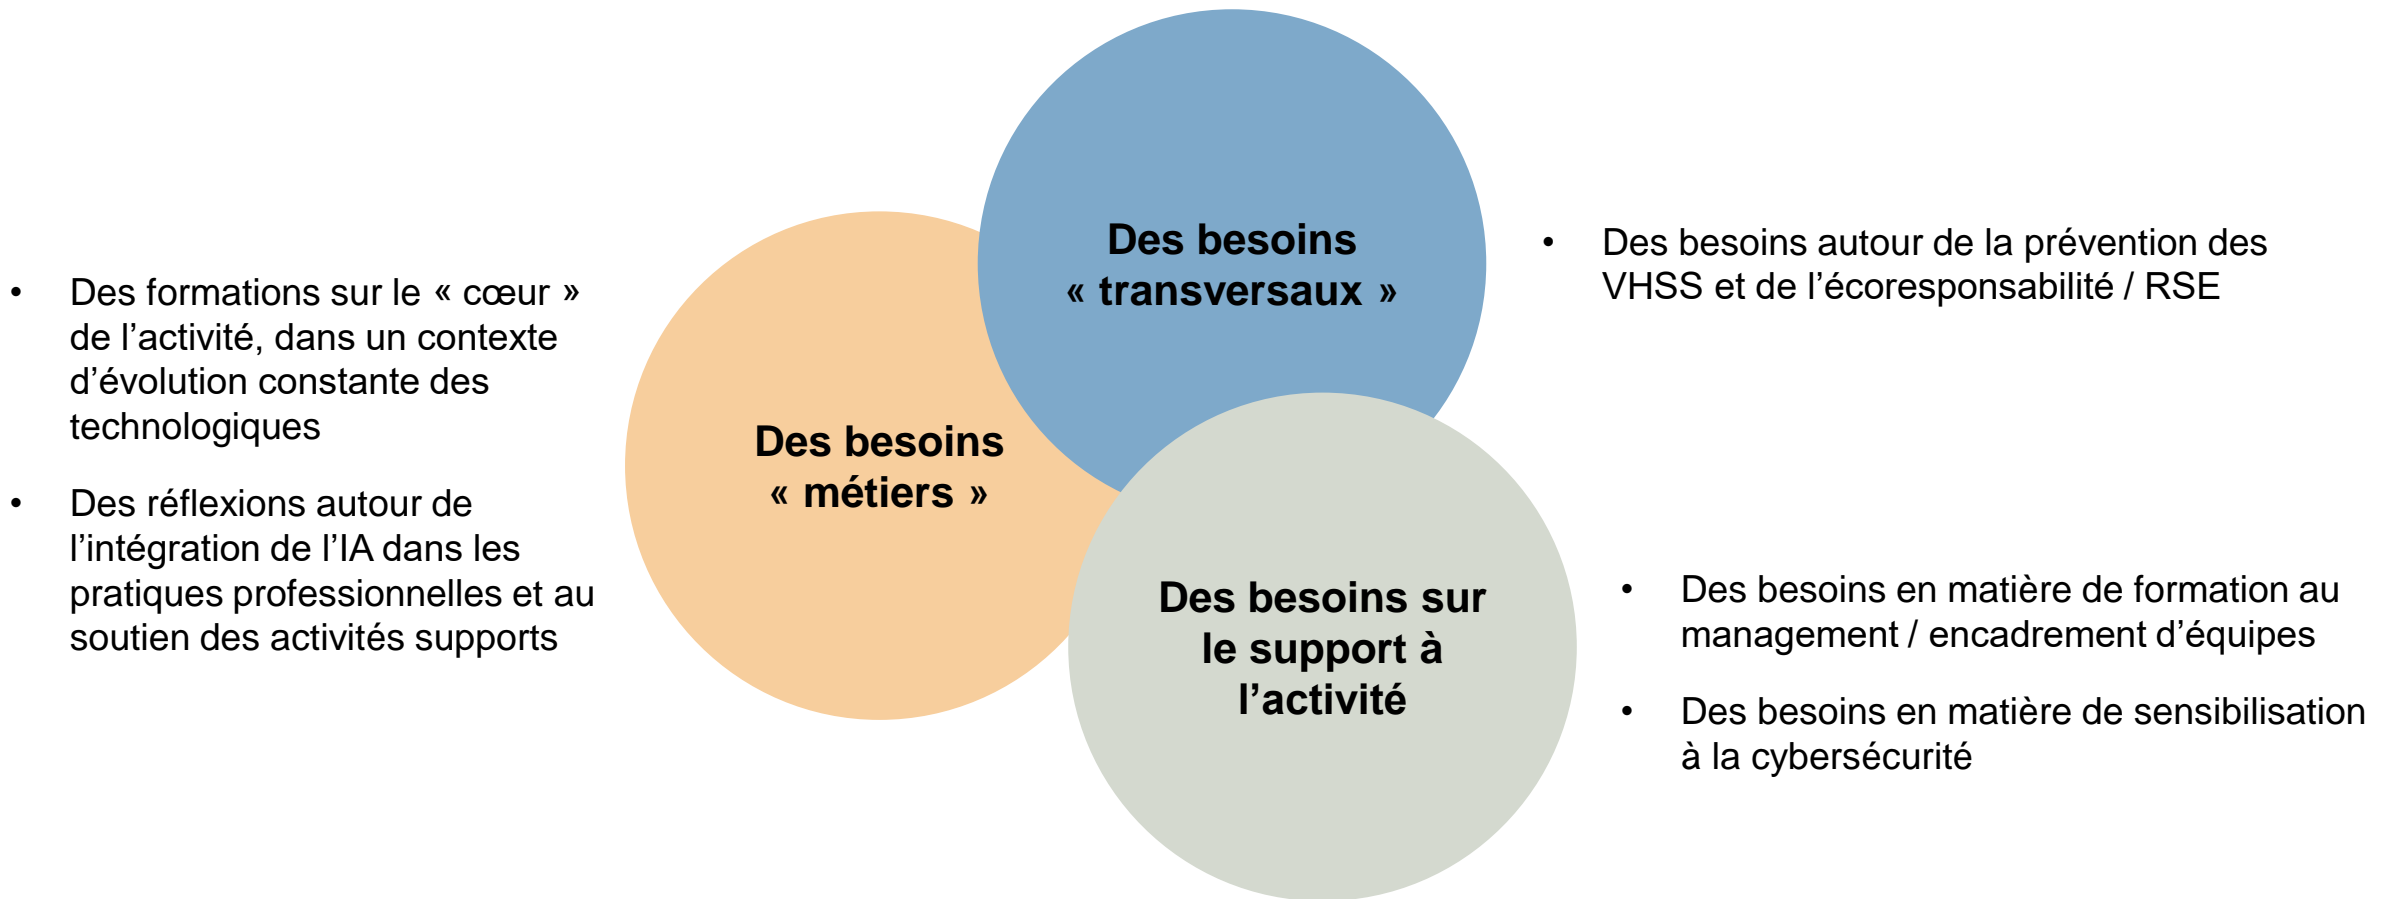 • Des formations sur le « cœur »
de l’activité, dans un contexte
d’évolution constante des
technologiques
• Des réflexions autour de
l’intégration de l’IA dans les
pratiques professionnelles et au
soutien des activités supports
Des besoins
« métiers »
Des besoins
« transversaux »
• Des besoins autour de la prévention des
VHSS et de l’écoresponsabilité / RSE
Des besoins sur
le support à
l’activité
• Des besoins en matière de formation au
management / encadrement d’équipes
• Des besoins en matière de sensibilisation
à la cybersécurité